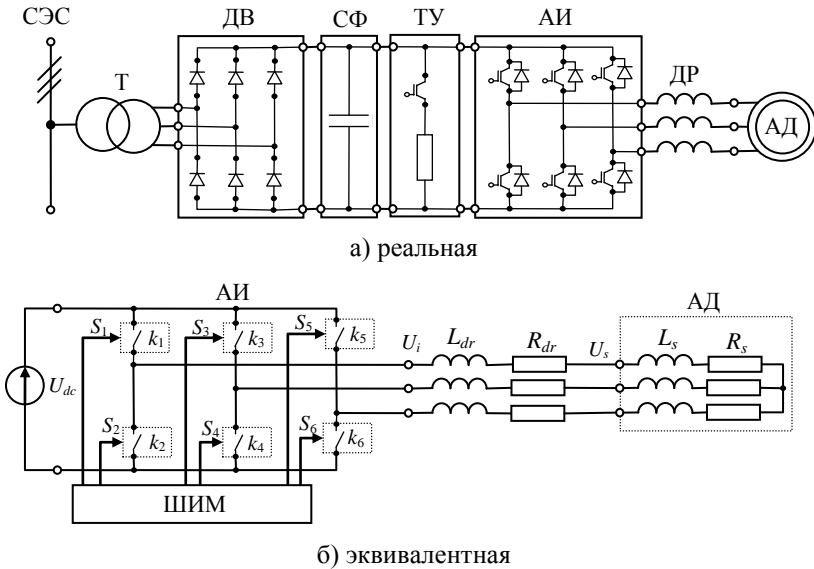 СЭС
ДВ
СФ
ТУ
АИ
Т
ДР
АД
а) реальная
АИ
АД
S1
k1
S3
k3
S5
k5
Ui
Ldr
Rdr
Us
Ls
Rs
Udc
S2
k2
S4
k4
S6
k6
ШИМ
б) эквивалентная